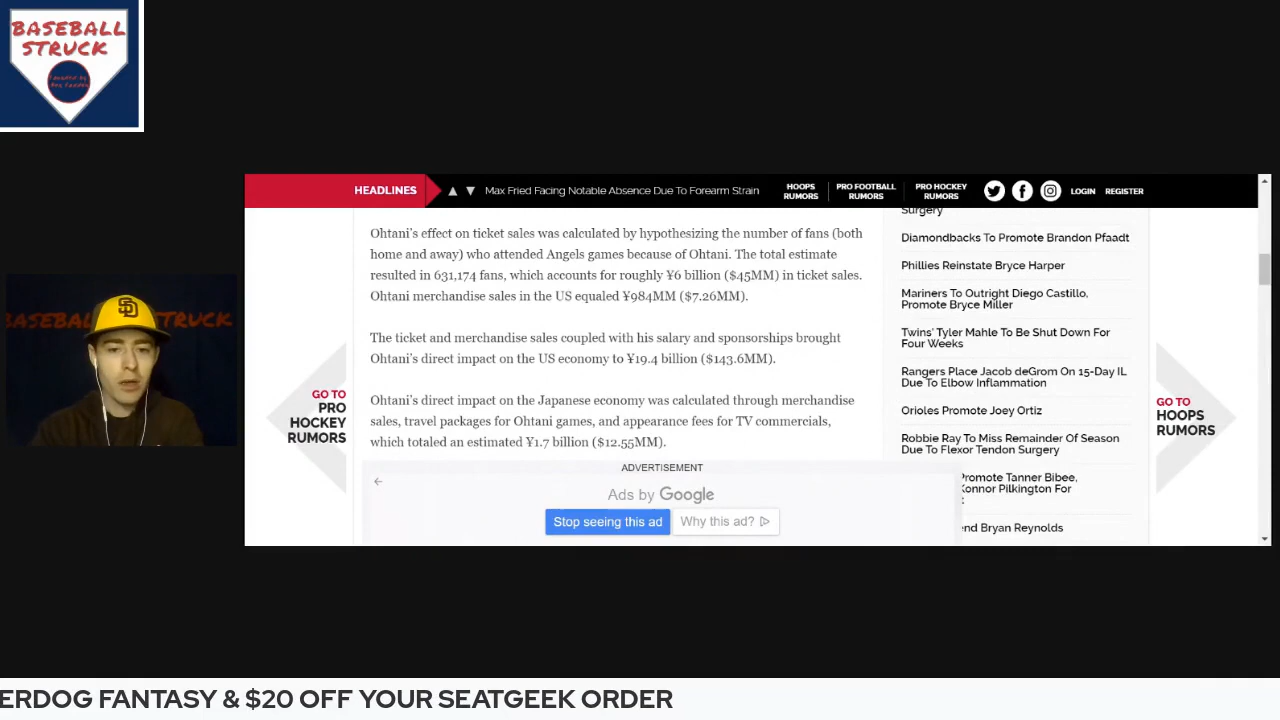 BASEBALL
STRUCK
HEADLINES
Max Fried Facing Notable Absence Due To Forearm Strain
HOOPS
RUMORS
PRO FOOTBALL
RUMORS
PRO HOCKEY
RUMORS
LOGIN
REGISTER
Ohtani's effect on ticket sales was calculated by hypothesizing the number of fans (both
home and away) who attended Angels games because of Ohtani. The total estimate
resulted in 631,174 fans, which accounts for roughly ¥6 billion ($45MM) in ticket sales.
Ohtani merchandise sales in the US equaled ¥984MM ($7.26MM).
The ticket and merchandise sales coupled with his salary and sponsorships brought
Ohtani's direct impact on the US economy to ¥19.4 billion ($143.6MM).
Ohtani's direct impact on the Japanese economy was calculated through merchandise
sales, travel packages for Ohtani games, and appearance fees for TV commercials,
which totaled an estimated ¥1.7 billion ($12.55MM).
ADVERTISEMENT
Ads by Google
Stop seeing this ad
Why this ad?
Surgery
Diamondbacks To Promote Brandon Pfaadt
Phillies Reinstate Bryce Harper
Mariners To Outright Diego Castillo,
Promote Bryce Miller
Twins' Tyler Mahle To Be Shut Down For
Four Weeks
Rangers Place Jacob deGrom On 15-Day IL
Due To Elbow Inflammation
Orioles Promote Joey Ortiz
Robbie Ray To Miss Remainder Of Season
Due To Flexor Tendon Surgery
Promote Tanner Bibee,
Konnor Pilkington For
end Bryan Reynolds
GO TO
PRO
HOCKEY
RUMORS
GO TO
HOOPS
RUMORS
BASEBALL STRUCK
SD
ERDOG FANTASY & $20 OFF YOUR SEATGEEK ORDER